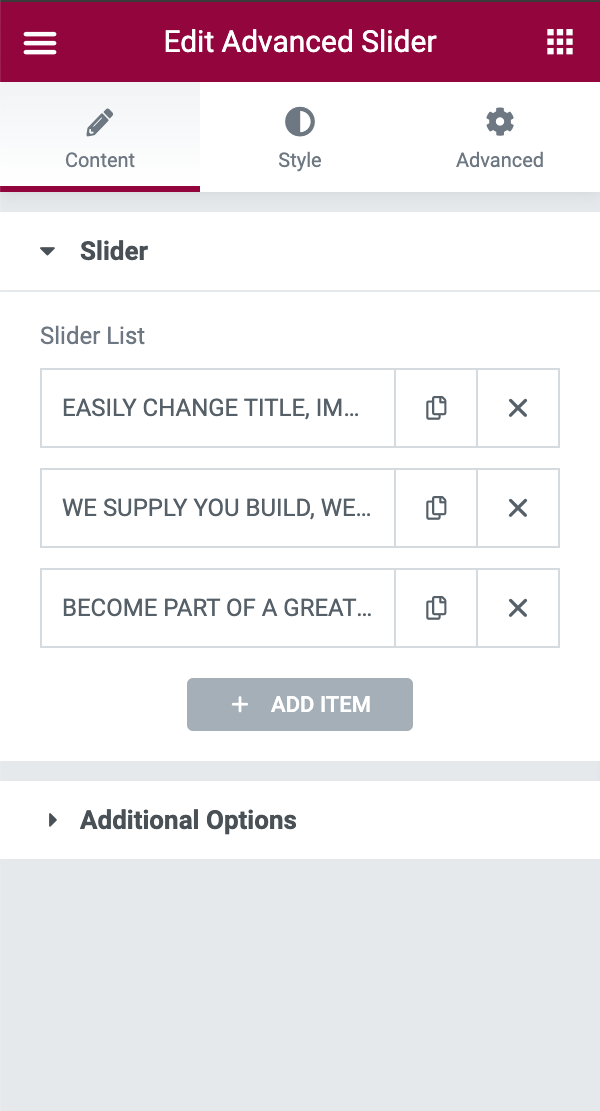 Edit Advanced Slider
Content
Style
Advanced
Slider
Slider List
EASILY CHANGE TITLE, IM...
WE SUPPLY YOU BUILD, WE...
BECOME PART OF A GREAT...
+ ADD ITEM
Additional Options